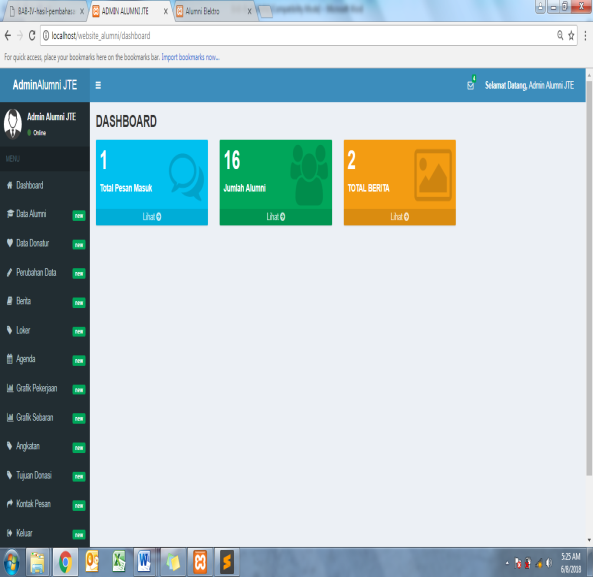 BAB-IV-hasil-pembahasa
ADMIN ALUMNI JTE
Alumni Elektro
localhost/website_alumni/dashboard
For quick access, place your bookmarks here on the bookmarks bar. Import bookmarks now...
AdminAlumni JTE
4
Selamat Datang, Admin Alumni JTE
Admin Alumni JTE
Online
MENU
Dashboard
Data Alumni new
Data Donatur new
Perubahan Data new
Berita new
Loker new
Agenda new
Grafik Pekerjaan new
Grafik Sebaran new
Angkatan new
Tujuan Donasi new
Kontak Pesan new
Keluar new
DASHBOARD
1
Total Pesan Masuk
Lihat
16
Jumlah Alumni
Lihat
2
TOTAL BERITA
Lihat
5:25 AM
6/8/2018